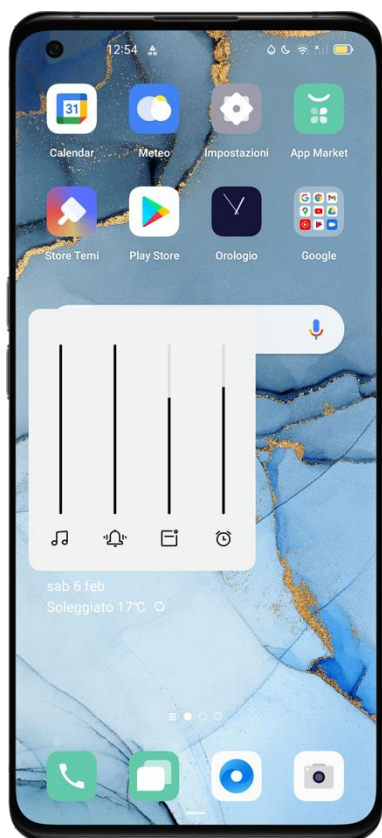 12:54
31
Calendar Meteo Impostazioni App Market
Store Temi Play Store Orologio Google
sab 6 feb
Soleggiato 17°C